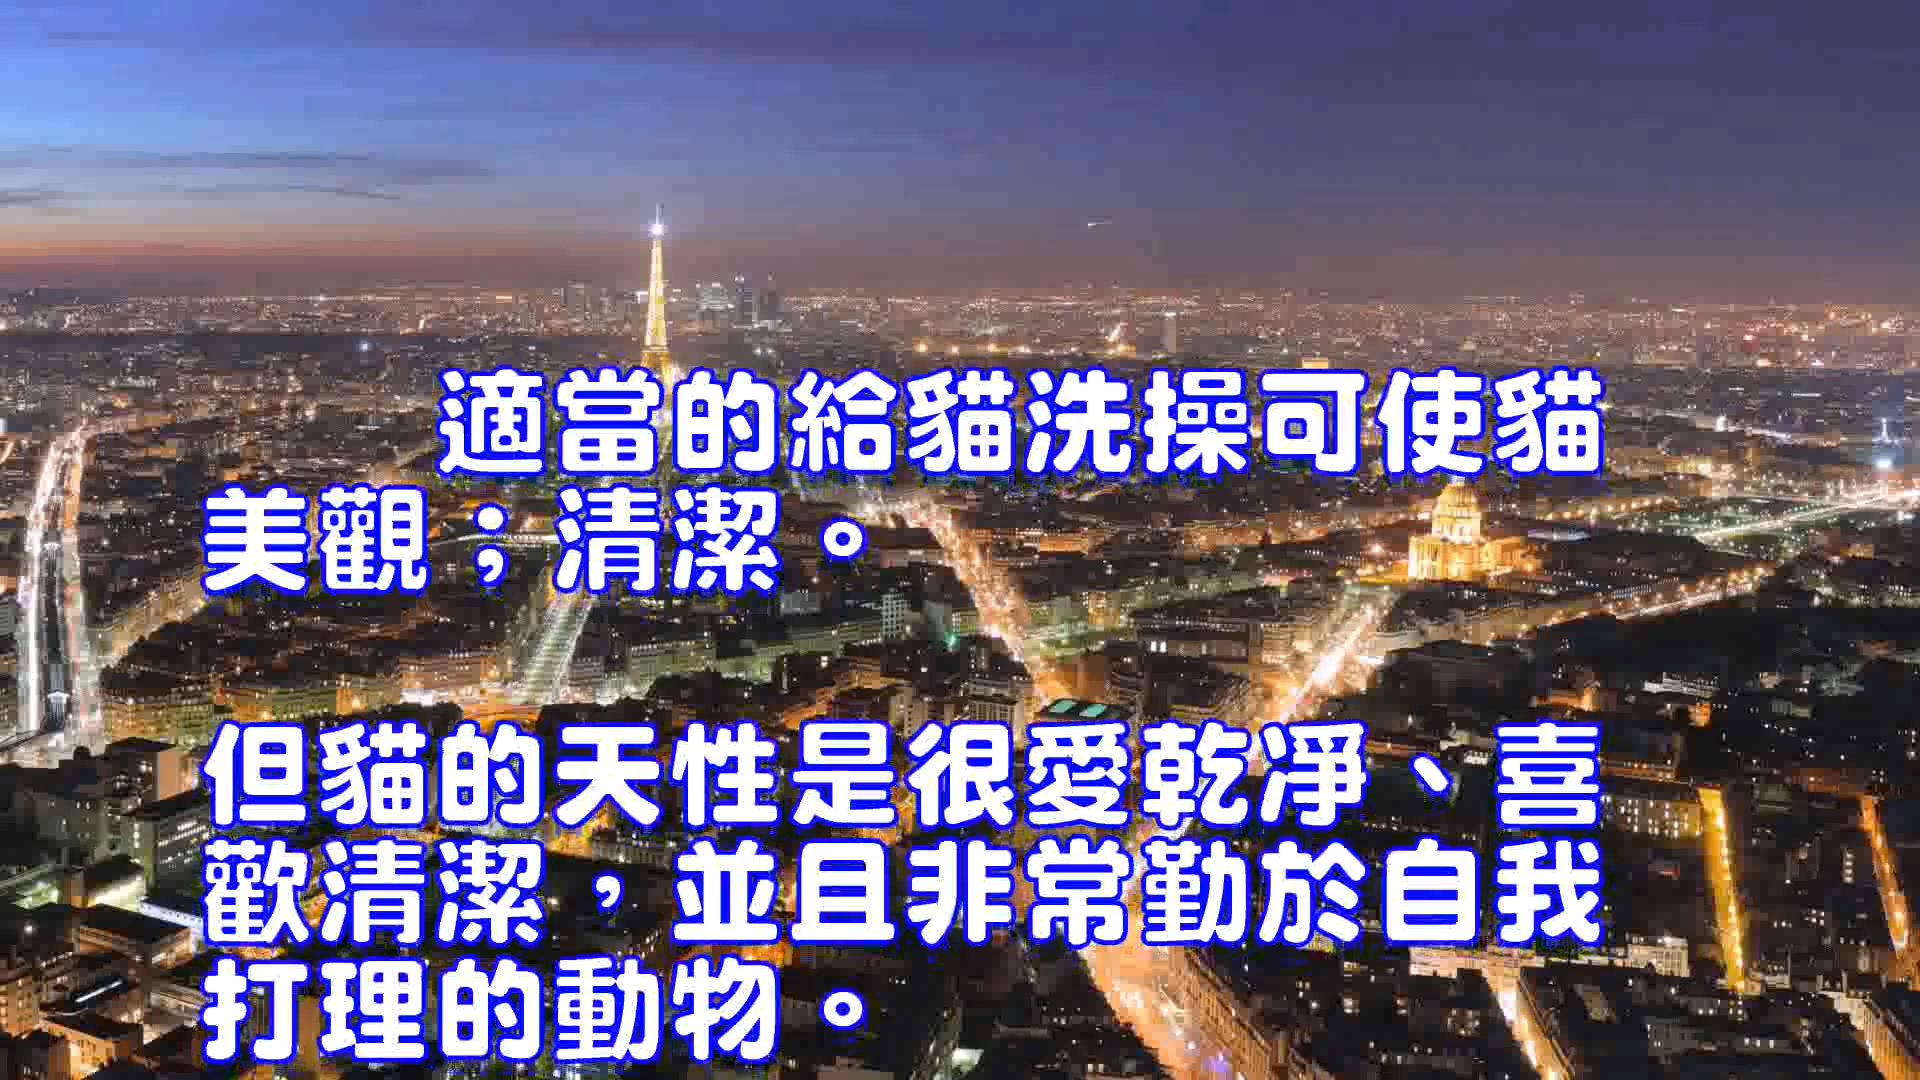 適當的給貓洗操可使貓
美觀；清潔。
但貓的天性是很愛乾淨、喜
歡清潔，並且非常勤於自我
打理的動物。